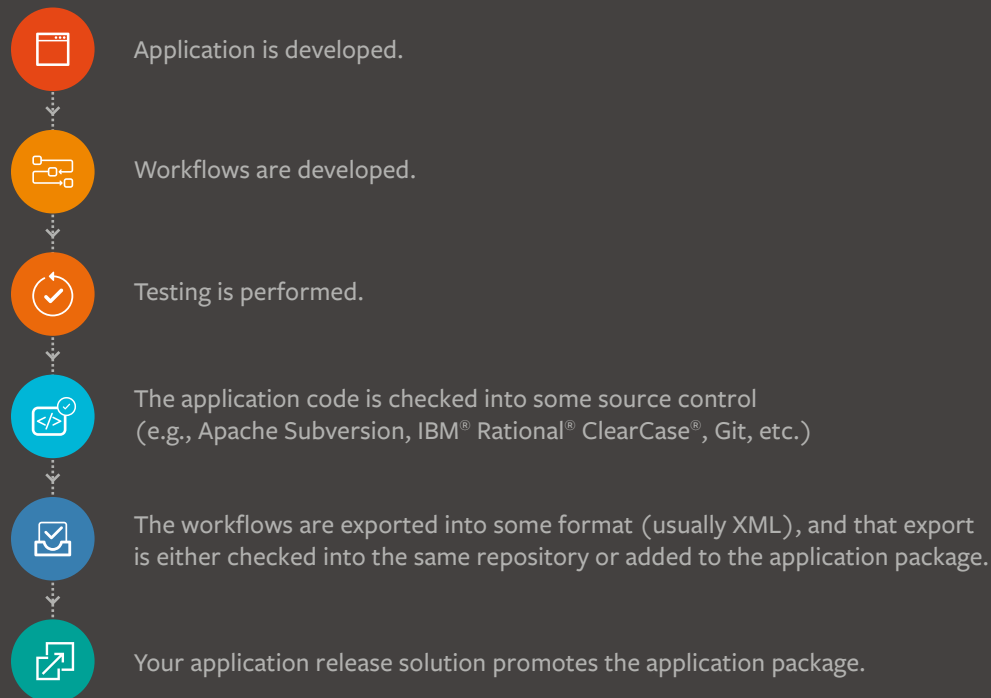 Application is developed.
Workflows are developed.
Testing is performed.
The application code is checked into some source control
(e.g., Apache Subversion, IBM® Rational® ClearCase®, Git, etc.)
</>
The workflows are exported into some format (usually XML), and that export
is either checked into the same repository or added to the application package.
Your application release solution promotes the application package.